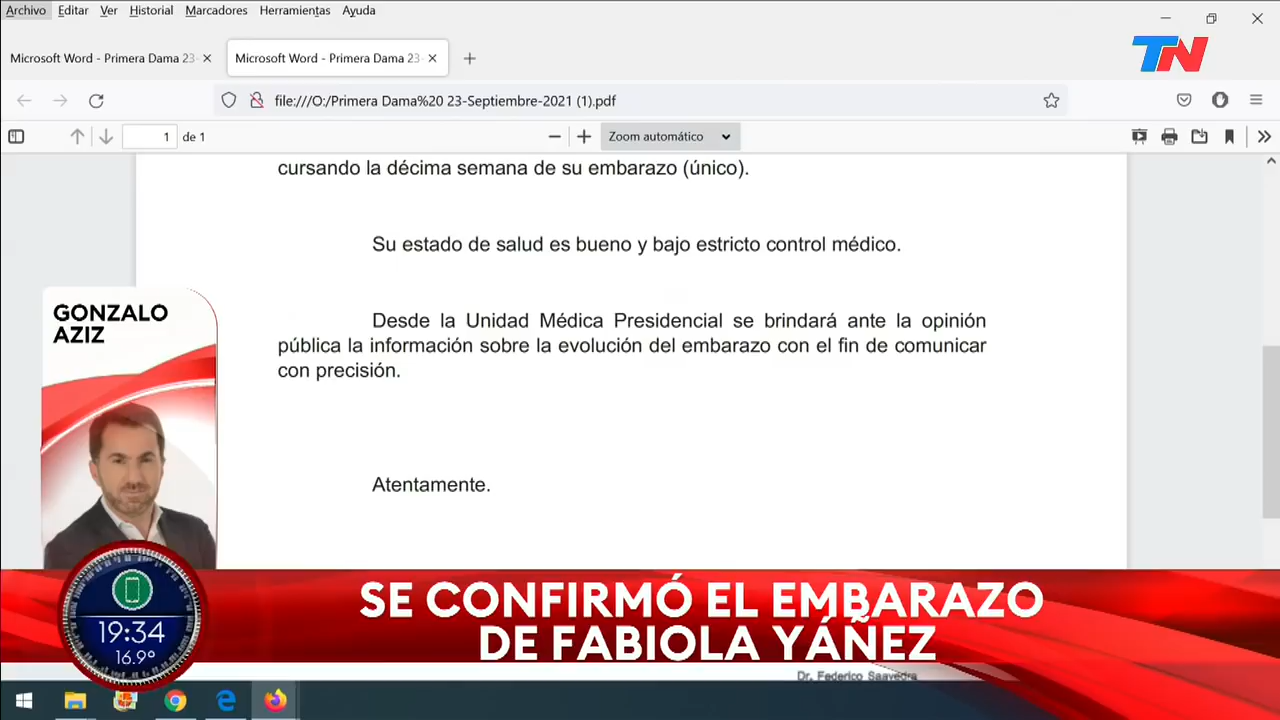 Archivo Editar Ver Historial Marcadores Herramientas Ayuda
TN
Microsoft Word - Primera Dama 23
Microsoft Word - Primera Dama 23
file:///O:/Primera Dama%20 23-Septiembre-2021 (1).pdf
1 de 1
Zoom automático
cursando la décima semana de su embarazo (único).
Su estado de salud es bueno y bajo estricto control médico.
Desde la Unidad Médica Presidencial se brindará ante la opinión
pública la información sobre la evolución del embarazo con el fin de comunicar
con precisión.
Atentamente.
GONZALO
AZIZ
SE CONFIRMÓ EL EMBARAZO
DE FABIOLA YÁÑEZ
19:34
16.9°
Dr. Federico Saavedra